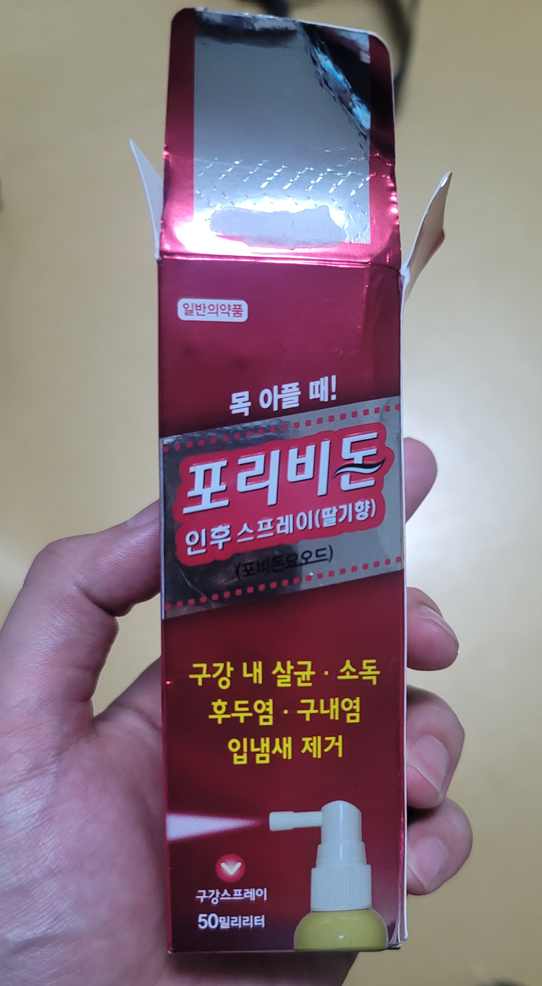 일반의약품
목 아플 때!
포리비돈
인후 스프레이(딸기향)
(포비돈요오드)
구강 내 살균 · 소독
후두염 · 구내염
입냄새 제거
구강스프레이
50밀리리터